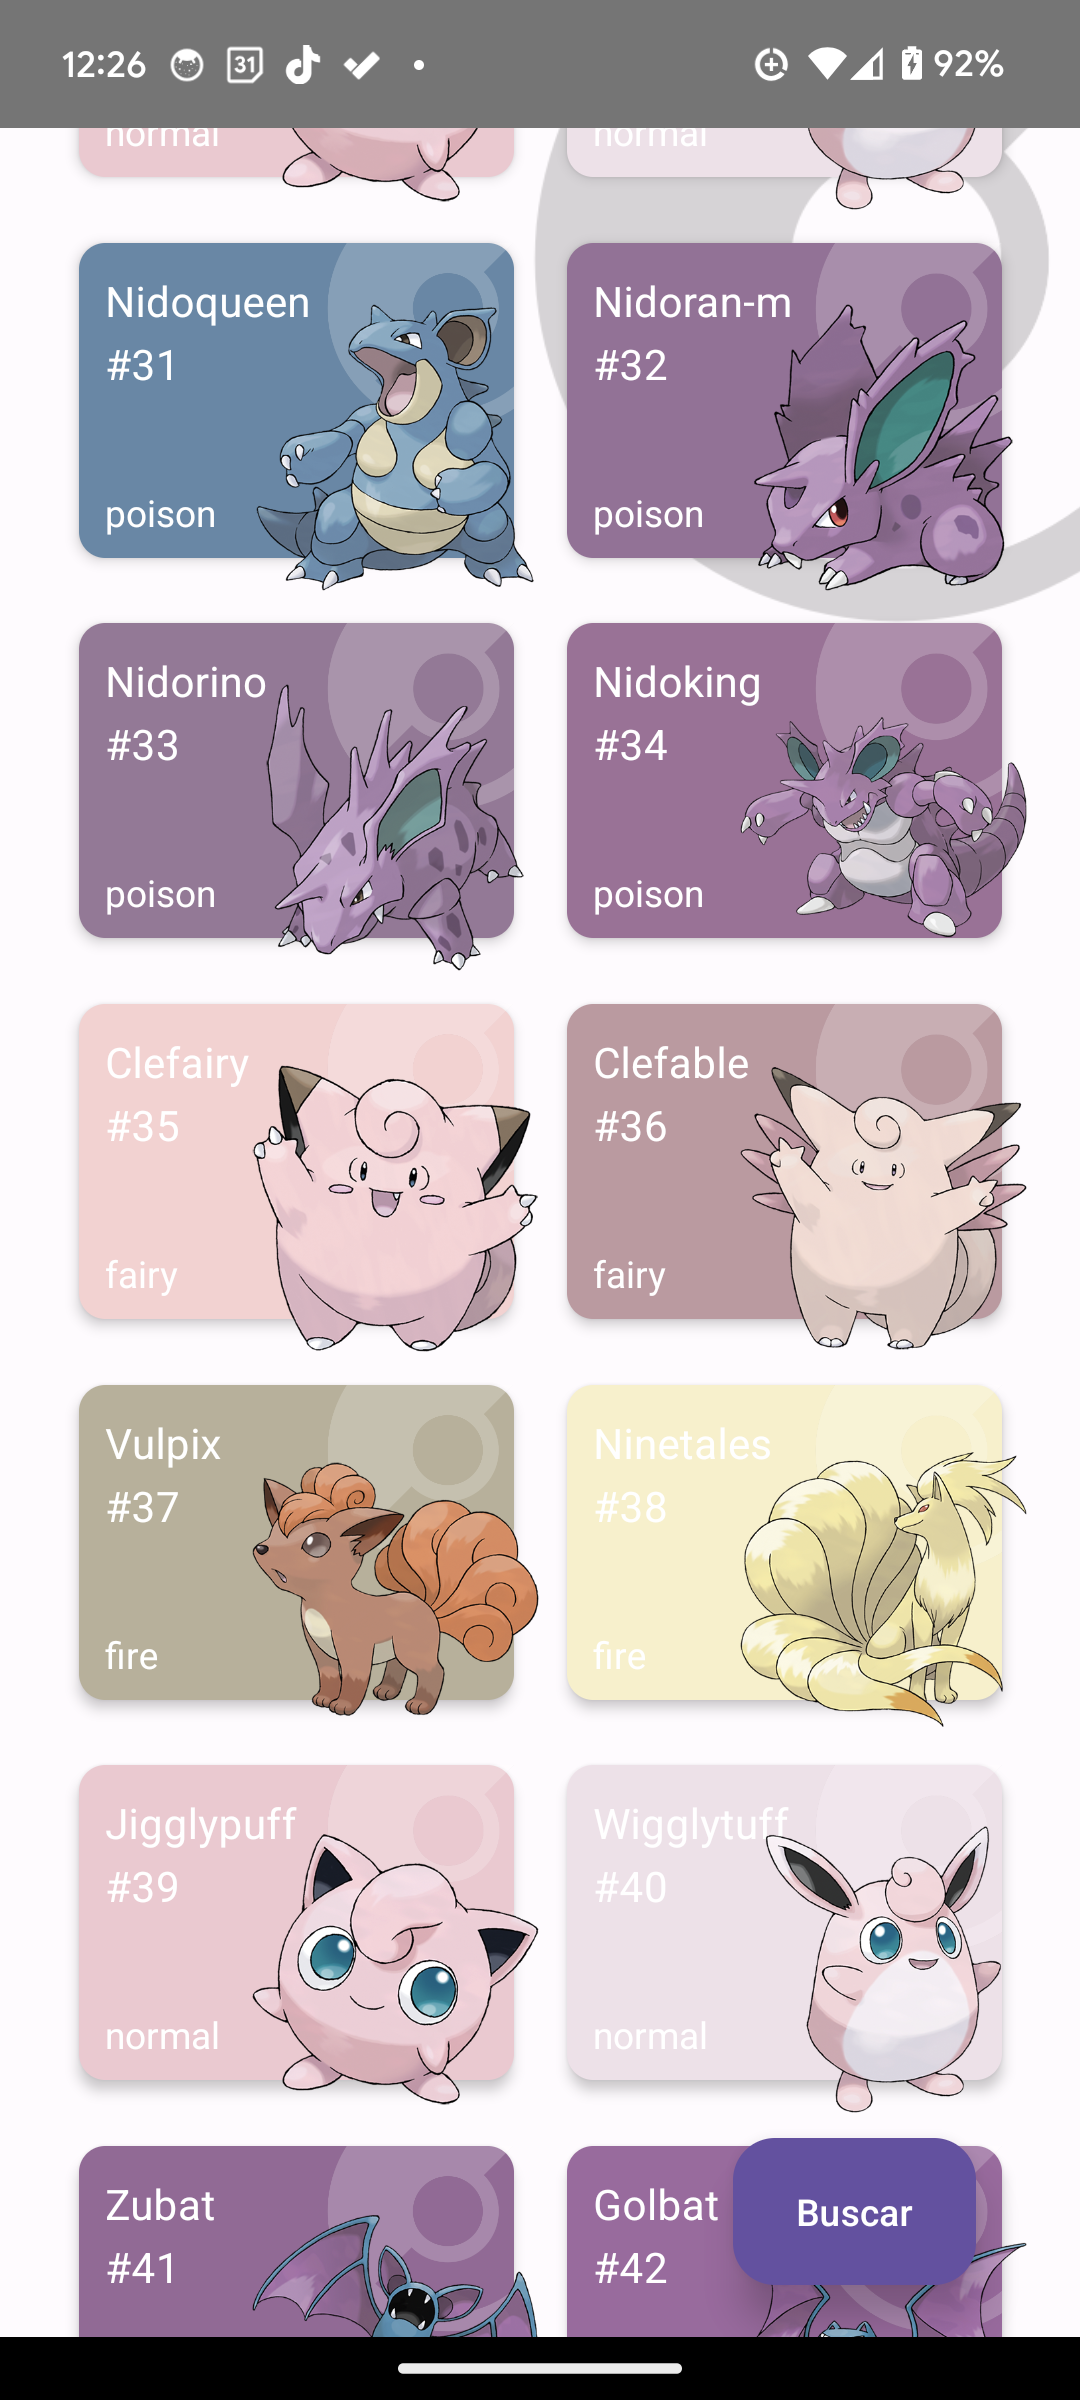 12:26 31 92%
normal normal
Nidoqueen
#31
poison
Nidoran-m
#32
poison
Nidorino
#33
poison
Nidoking
#34
poison
Clefairy
#35
fairy
Clefable
#36
fairy
Vulpix
#37
fire
Ninetales
#38
fire
Jigglypuff
#39
normal
Wigglytuff
#40
normal
Zubat
#41
Golbat
#42
Buscar